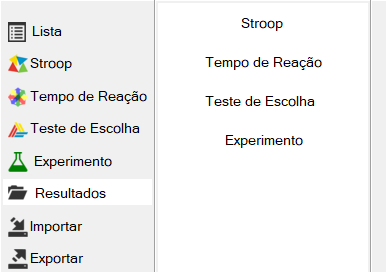 Lista
Stroop
Tempo de Reação
Teste de Escolha
Experimento
Resultados
Importar
Exportar
Stroop
Tempo de Reação
Teste de Escolha
Experimento